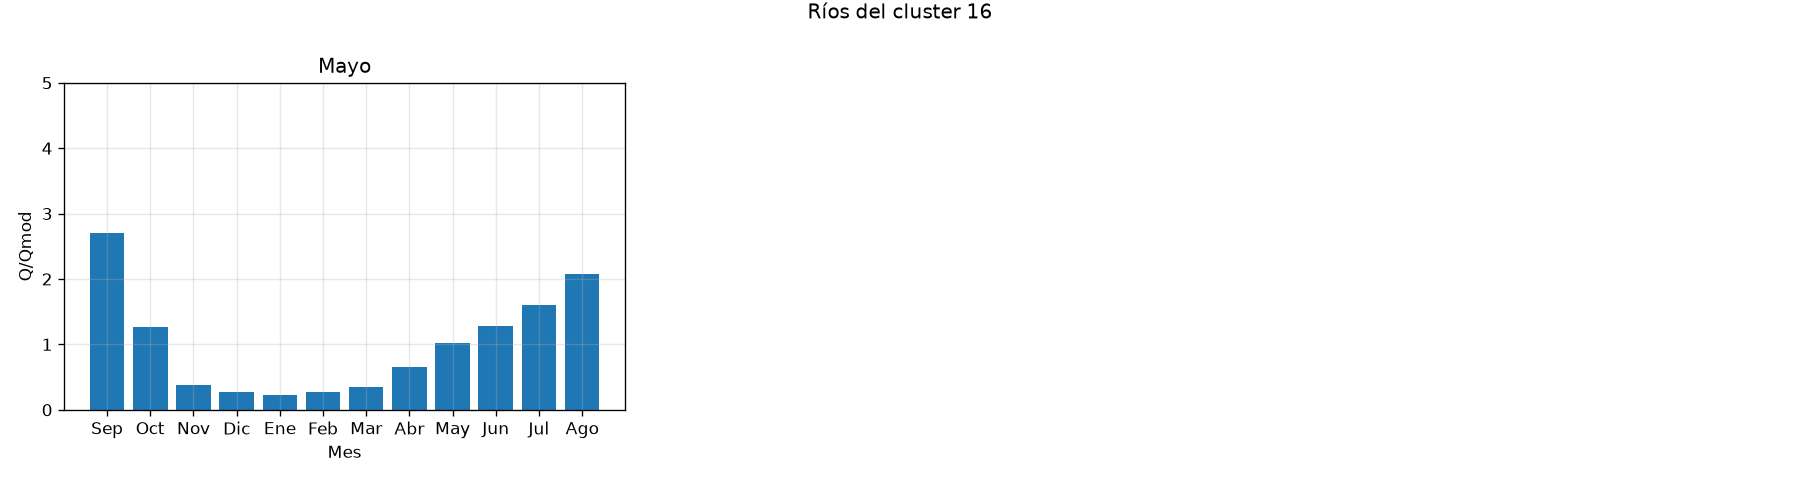 Ríos del cluster 16
Mayo
5
4
3
2
1
0
Q/Qmod
Sep Oct Nov Dic Ene Feb Mar Abr May Jun Jul Ago
Mes